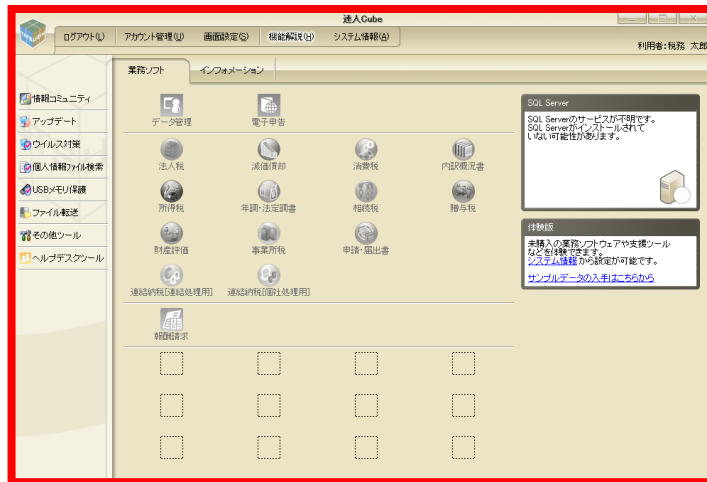 達人Cube
ログアウト(L)
アカウント管理(U)
画面設定(S)
機能解説(H)
システム情報(A)
利用者:税務 太郎
業務ソフト
インフォメーション
情報コミュニティ
アップデート
ウイルス対策
個人情報ファイル検索
USBメモリ保護
ファイル転送
その他ツール
ヘルプデスクツール
データ管理
電子申告
法人税
減価償却
消費税
内訳概況書
所得税
年調・法定調書
相続税
贈与税
財産評価
事業所税
申請・届出書
連結納税[連結処理用]
連結納税[個社処理用]
報酬請求
SQL Server
SQL Serverのサービスが不明です。
SQL Serverがインストールされて
いない可能性があります。
体験版
未購入の業務ソフトウェアや支援ツール
などを体験できます。
システム情報 から設定が可能です。
サンプルデータの入手はこちらから